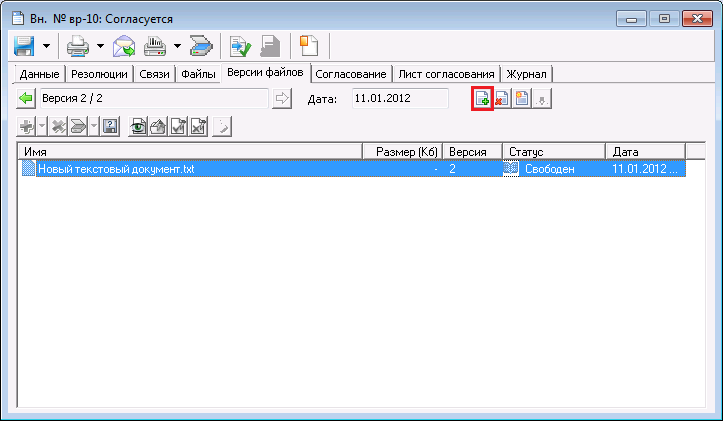 Вн. № вр-10: Согласуется
Данные Резолюции Связи Файлы Версии файлов Согласование Лист согласования Журнал
Версия 2 / 2 Дата: 11.01.2012
Имя Размер (Кб) Версия Статус Дата
Новый текстовый документ.txt - 2 Свободен 11.01.2012 ...